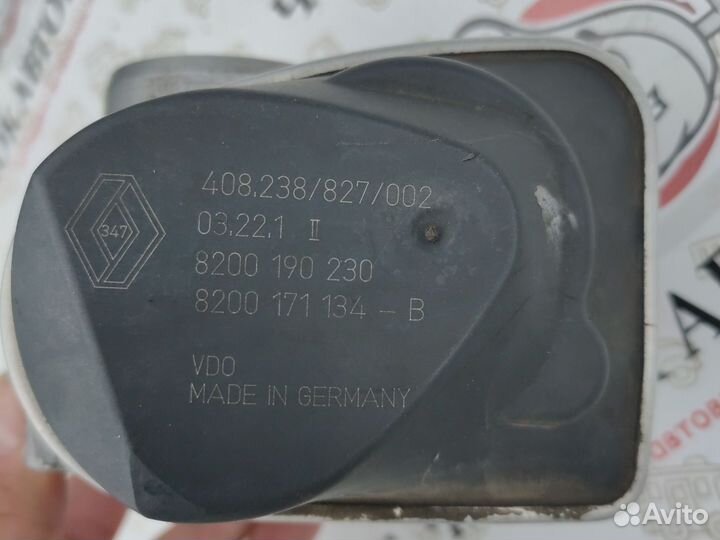 408.238/827/002
03.22.1 II
347
8200 190 230
8200 171 134 - B
VDO
MADE IN GERMANY
Avito